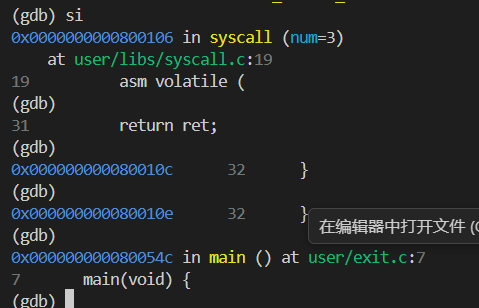 (gdb) si
0x0000000000800106 in syscall (num=3)
    at user/libs/syscall.c:19
19          asm volatile (
(gdb)
31          return ret;
(gdb)
0x000000000080010c      32      }
(gdb)
0x000000000080010e      32      }
在编辑器中打开文件 (
(gdb)
0x000000000080054c in main () at user/exit.c:7
7       main(void) {
(gdb)